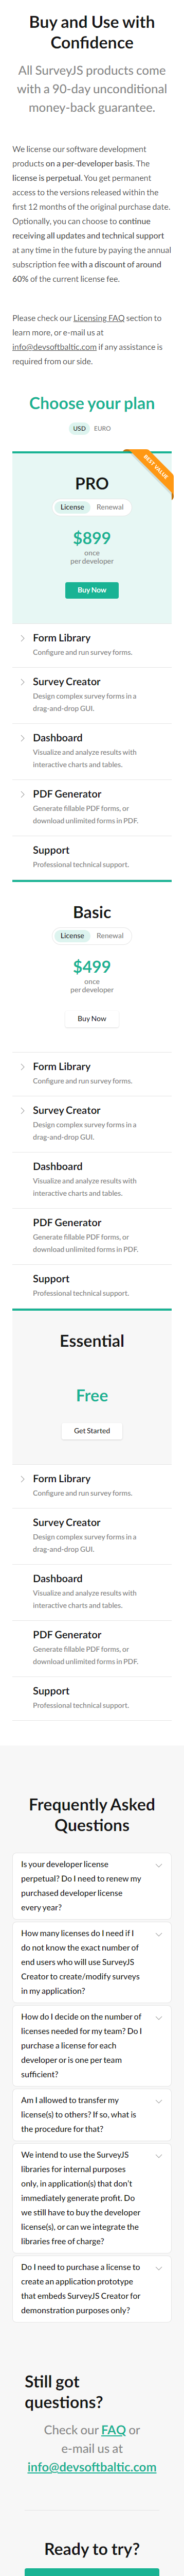 Buy and Use with
Confidence
All SurveyJS products come
with a 90-day unconditional
money-back guarantee.
We license our software development
products on a per-developer basis. The
license is perpetual. You get permanent
access to the versions released within the
first 12 months of the original purchase date.
Optionally, you can choose to continue
receiving all updates and technical support
at any time in the future by paying the annual
subscription fee with a discount of around
60% of the current license fee.
Please check our Licensing FAQ section to
learn more, or e-mail us at
info@devsoftbaltic.com if any assistance is
required from our side.
Choose your plan
USD EURO
BEST VALUE
PRO
License Renewal
$899
once
per developer
Buy Now
Form Library
Configure and run survey forms.
Survey Creator
Design complex survey forms in a
drag-and-drop GUI.
Dashboard
Visualize and analyze results with
interactive charts and tables.
PDF Generator
Generate fillable PDF forms, or
download unlimited forms in PDF.
Support
Professional technical support.
Basic
License Renewal
$499
once
per developer
Buy Now
Form Library
Configure and run survey forms.
Survey Creator
Design complex survey forms in a
drag-and-drop GUI.
Dashboard
Visualize and analyze results with
interactive charts and tables.
PDF Generator
Generate fillable PDF forms, or
download unlimited forms in PDF.
Support
Professional technical support.
Essential
Free
Get Started
Form Library
Configure and run survey forms.
Survey Creator
Design complex survey forms in a
drag-and-drop GUI.
Dashboard
Visualize and analyze results with
interactive charts and tables.
PDF Generator
Generate fillable PDF forms, or
download unlimited forms in PDF.
Support
Professional technical support.
Frequently Asked
Questions
Is your developer license
perpetual? Do I need to renew my
purchased developer license
every year?
How many licenses do I need if I
do not know the exact number of
end users who will use SurveyJS
Creator to create/modify surveys
in my application?
How do I decide on the number of
licenses needed for my team? Do I
purchase a license for each
developer or is one per team
sufficient?
Am I allowed to transfer my
license(s) to others? If so, what is
the procedure for that?
We intend to use the SurveyJS
libraries for internal purposes
only, in application(s) that don't
immediately generate profit. Do
we still have to buy the developer
license(s), or can we integrate the
libraries free of charge?
Do I need to purchase a license to
create an application prototype
that embeds SurveyJS Creator for
demonstration purposes only?
Still got
questions?
Check our FAQ or
e-mail us at
info@devsoftbaltic.com
Ready to try?